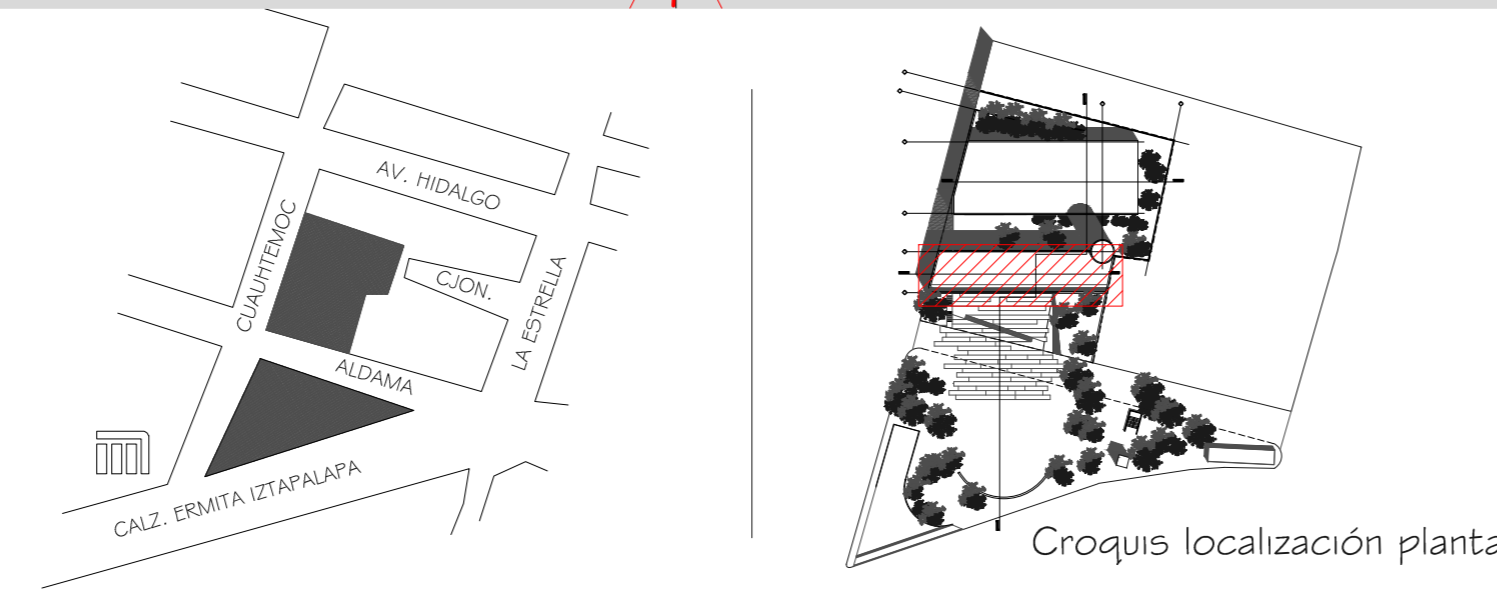 AV. HIDALGO
CUAUHTEMOC
CJON.
LA ESTRELLA
ALDAMA
CALZ. ERMITA IZTAPALAPA
Croquis localización planta